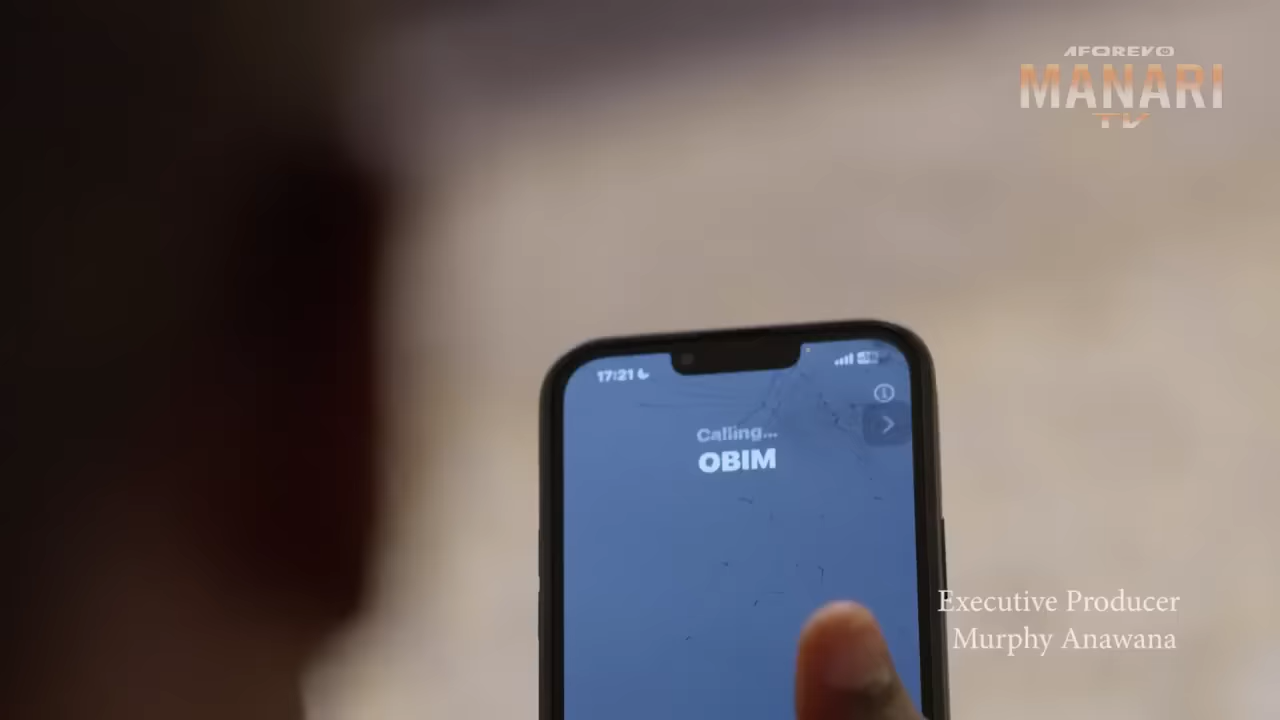 AFOREVO
MANARI
TV
17:21
Calling...
OBIM
Executive Producer
Murphy Anawana